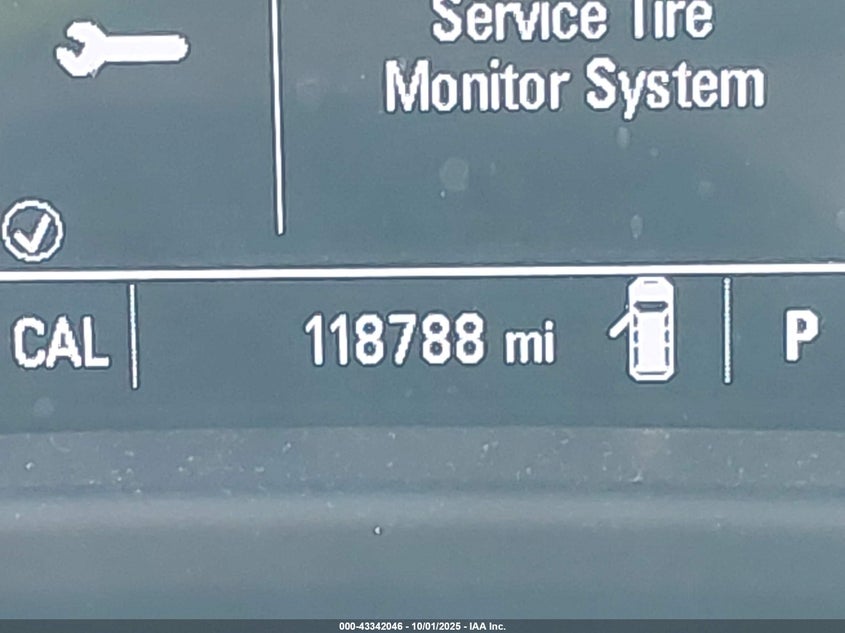 Service Tire
Monitor System
CAL
118788 mi
P
000-43342046 - 10/01/2025 - IAA Inc.